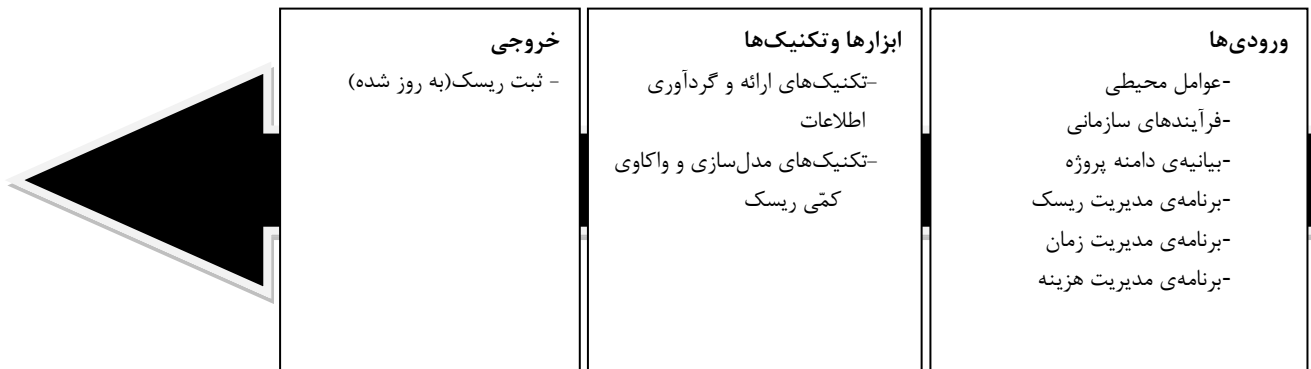 ورودی‌ها
-عوامل محیطی
-فرآیندهای سازمانی
-بیانیه‌ی دامنه پروژه
-برنامه‌ی مدیریت ریسک
-برنامه‌ی مدیریت زمان
-برنامه‌ی مدیریت هزینه
ابزارها وتکنیک‌ها
-تکنیک‌های ارائه و گردآوری
اطلاعات
-تکنیک‌های مدل‌سازی و واکاوی
کمّی ریسک
خروجی
- ثبت ریسک(به روز شده)